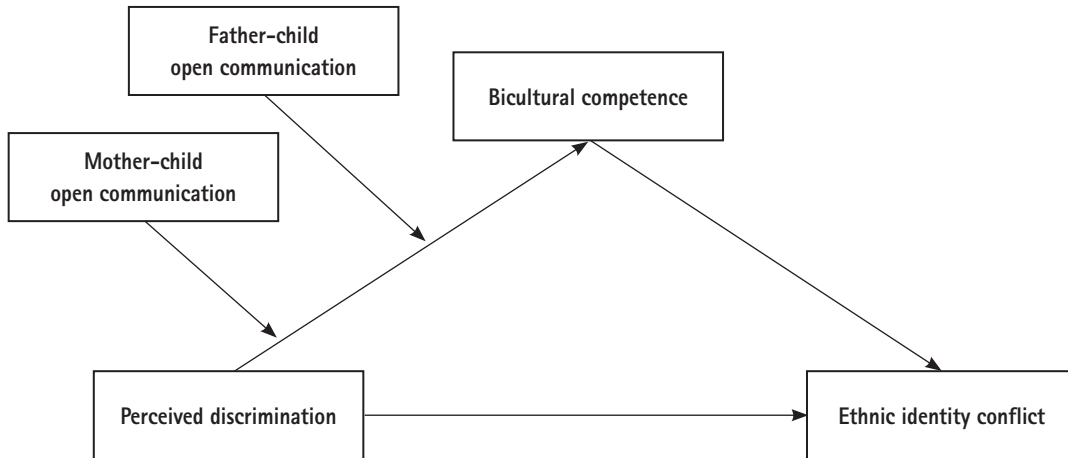 Father-child
open communication
Bicultural competence
Mother-child
open communication
Perceived discrimination
Ethnic identity conflict